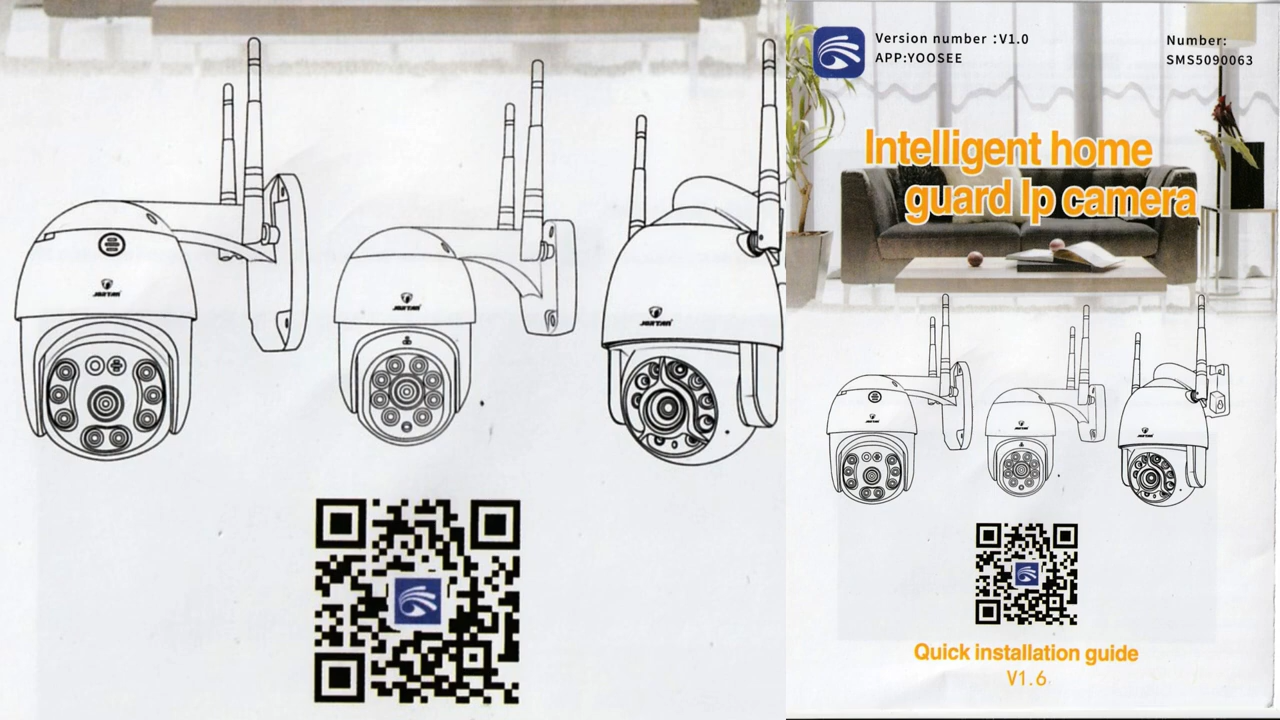 Version number :V1.0
APP:YOOSEE
Number:
SMS5090063
Intelligent home
guard Ip camera
Quick installation guide
V1.6